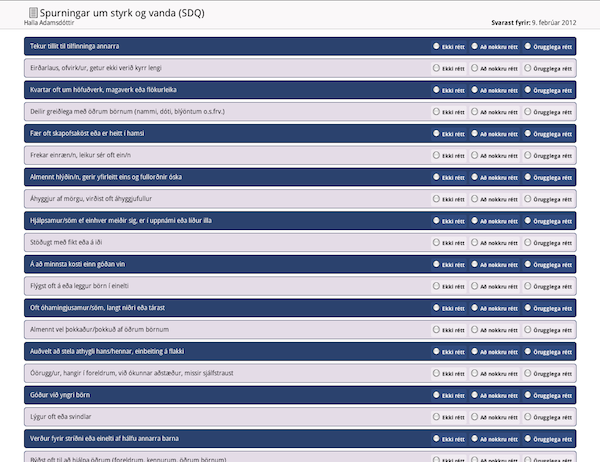 Spurningar um styrk og vanda (SDQ)
Halla Adamsdóttir Svarast fyrir: 9. febrúar 2012
Tekur tillit til tilfinninga annarra Ekki rétt Að nokkru rétt Örugglega rétt
Eirðarlaus, ofvirk/ur, getur ekki verið kyrr lengi Ekki rétt Að nokkru rétt Örugglega rétt
Kvartar oft um höfuðverk, magaverk eða flökurleika Ekki rétt Að nokkru rétt Örugglega rétt
Deilir greiðlega með öðrum börnum (nammi, dóti, blýöntum o.s.frv.) Ekki rétt Að nokkru rétt Örugglega rétt
Fær oft skapofsaköst eða er heitt í hamsi Ekki rétt Að nokkru rétt Örugglega rétt
Frekar einræn/n, leikur sér oft ein/n Ekki rétt Að nokkru rétt Örugglega rétt
Almennt hlýðin/n, gerir yfirleitt eins og fullorðnir óska Ekki rétt Að nokkru rétt Örugglega rétt
Áhyggjur af mörgu, virðist oft áhyggjufullur Ekki rétt Að nokkru rétt Örugglega rétt
Hjálpsamur/söm ef einhver meiðir sig, er í uppnámi eða líður illa Ekki rétt Að nokkru rétt Örugglega rétt
Stöðugt með fikt eða á iði Ekki rétt Að nokkru rétt Örugglega rétt
Á að minnsta kosti einn góðan vin Ekki rétt Að nokkru rétt Örugglega rétt
Flýgst oft á eða leggur börn í einelti Ekki rétt Að nokkru rétt Örugglega rétt
Oft óhamingjusamur/söm, langt niðri eða tárast Ekki rétt Að nokkru rétt Örugglega rétt
Almennt vel þokkaður/þokkuð af öðrum börnum Ekki rétt Að nokkru rétt Örugglega rétt
Auðvelt að stela athygli hans/hennar, einbeiting á flakki Ekki rétt Að nokkru rétt Örugglega rétt
Óörugg/ur, hangir í foreldrum, við ókunnar aðstæður, missir sjálfstraust Ekki rétt Að nokkru rétt Örugglega rétt
Góður við yngri börn Ekki rétt Að nokkru rétt Örugglega rétt
Lýgur oft eða svindlar Ekki rétt Að nokkru rétt Örugglega rétt
Verður fyrir stríðni eða einelti af hálfu annarra barna Ekki rétt Að nokkru rétt Örugglega rétt
Býðst oft til að hjálpa öðrum (foreldrum, kennurum, öðrum börnum) Ekki rétt Að nokkru rétt Örugglega rétt